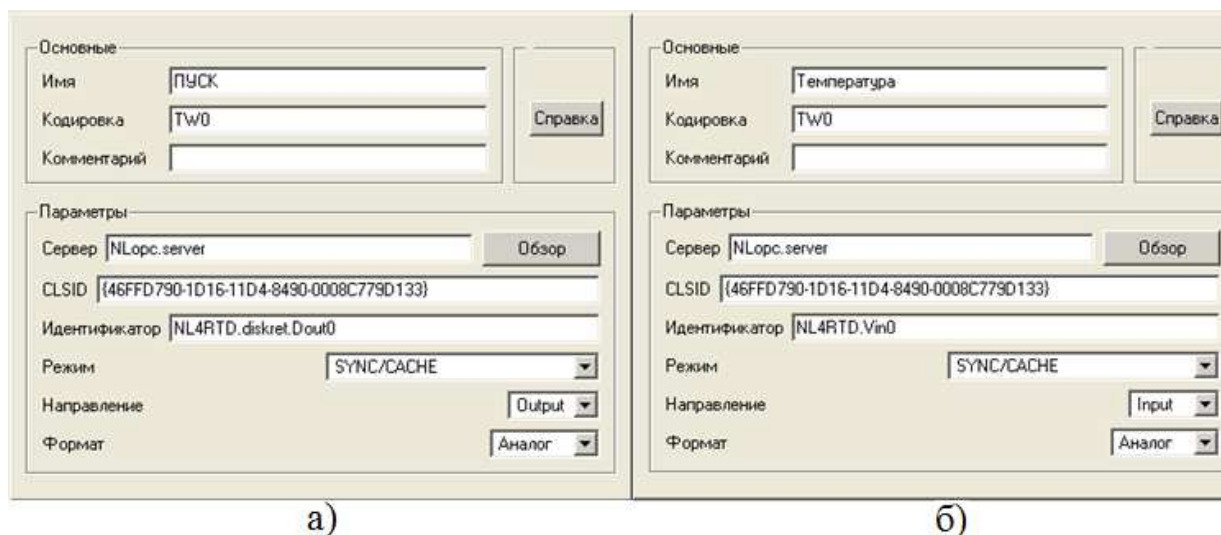 Основные
Имя ПУСК
Кодировка TW0
Комментарий
Справка
Параметры
Сервер NLopc.server Обзор
CLSID {46FFD790-1D16-11D4-8490-0008C779D133}
Идентификатор NL4RTD.diskret.Dout0
Режим SYNC/CACHE
Направление Output
Формат Аналог
а)
Основные
Имя Температура
Кодировка TW0
Комментарий
Справка
Параметры
Сервер NLopc.server Обзор
CLSID {46FFD790-1D16-11D4-8490-0008C779D133}
Идентификатор NL4RTD.Vin0
Режим SYNC/CACHE
Направление Input
Формат Аналог
б)